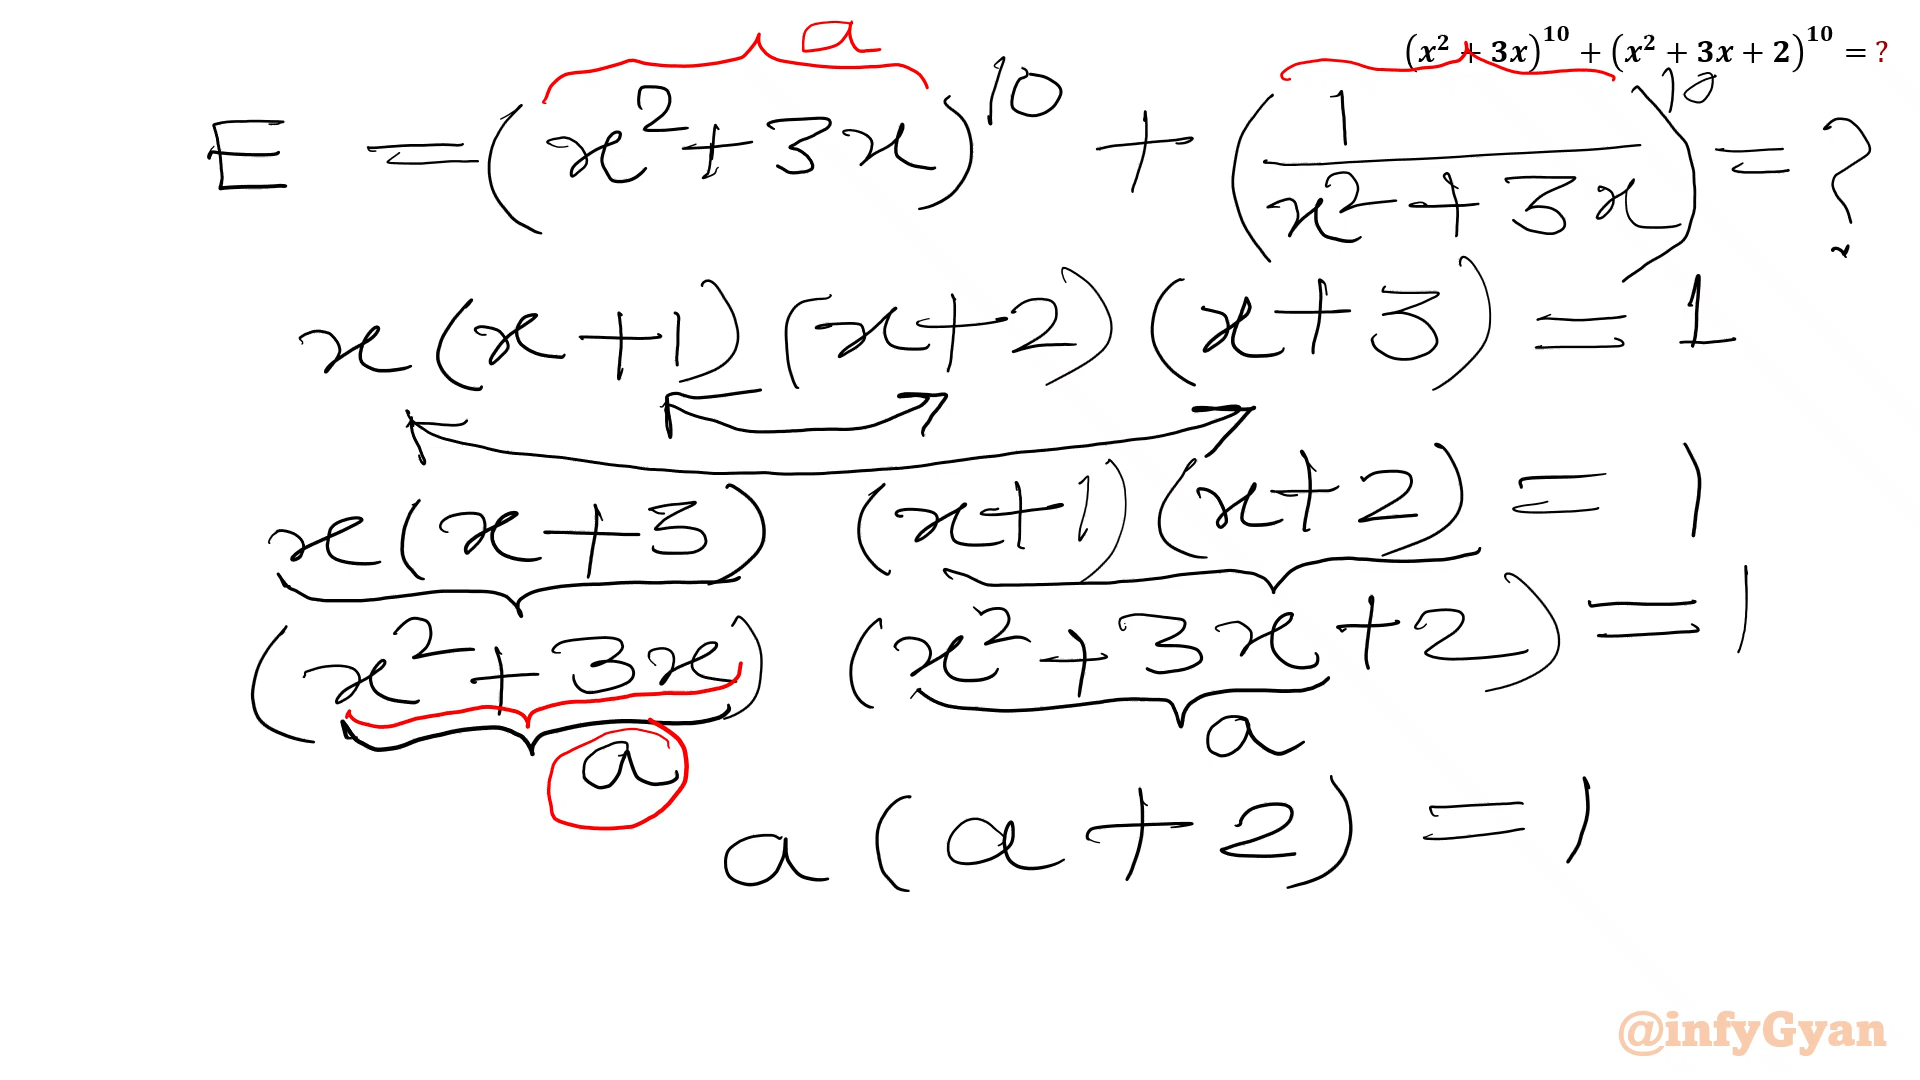 (x² + 3x)¹⁰ + (x² + 3x + 2)¹⁰ = ?
a
E = (x² + 3x)¹⁰ + (1/(x² + 3x))¹⁰ = ?
x(x+1)(x+2)(x+3) = 1
x(x+3) (x+1)(x+2) = 1
(x² + 3x) (x² + 3x + 2) = 1
a a
a(a+2) = 1
@infyGyan